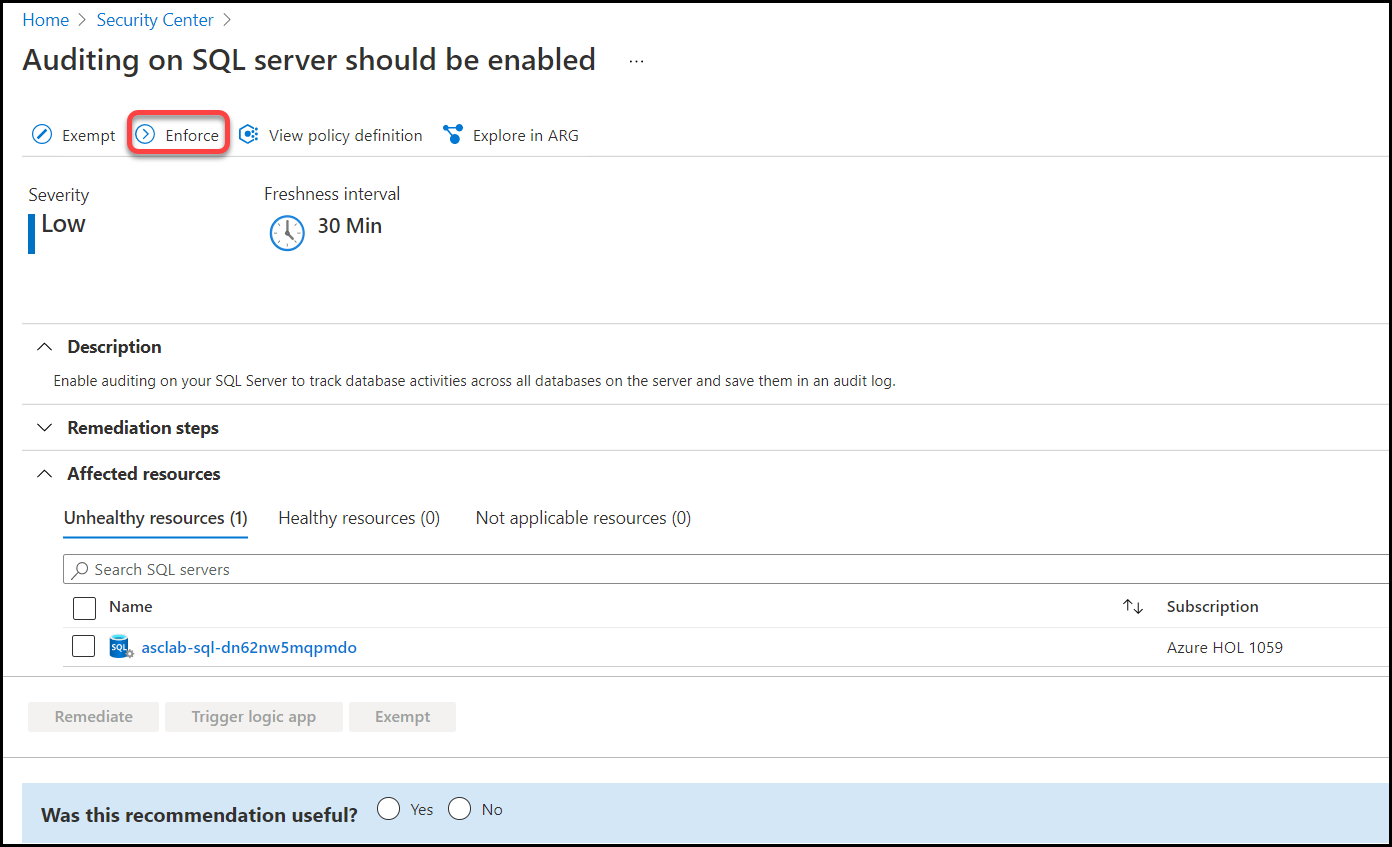 Home > Security Center >
Auditing on SQL server should be enabled ...
Exempt Enforce View policy definition Explore in ARG
Severity Freshness interval
Low 30 Min
Description
Enable auditing on your SQL Server to track database activities across all databases on the server and save them in an audit log.
Remediation steps
Affected resources
Unhealthy resources (1) Healthy resources (0) Not applicable resources (0)
Search SQL servers
Name Subscription
SQL asclab-sql-dn62nw5mqpmdo Azure HOL 1059
Remediate Trigger logic app Exempt
Was this recommendation useful? Yes No